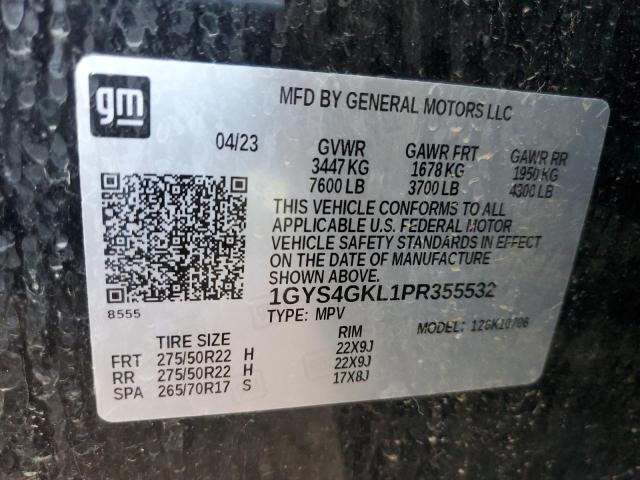 gm
MFD BY GENERAL MOTORS LLC
04/23
GVWR GAWR FRT GAWR RR
3447 KG 1678 KG 1950 KG
7600 LB 3700 LB 4300 LB
THIS VEHICLE CONFORMS TO ALL
APPLICABLE U.S. FEDERAL MOTOR
VEHICLE SAFETY STANDARDS IN EFFECT
ON THE DATE OF MANUFACTURE
SHOWN ABOVE.
1GYS4GKL1PR355532
8555
TYPE: MPV MODEL: 12GK10706
TIRE SIZE RIM
FRT 275/50R22 H 22X9J
RR 275/50R22 H 22X9J
SPA 265/70R17 S 17X8J